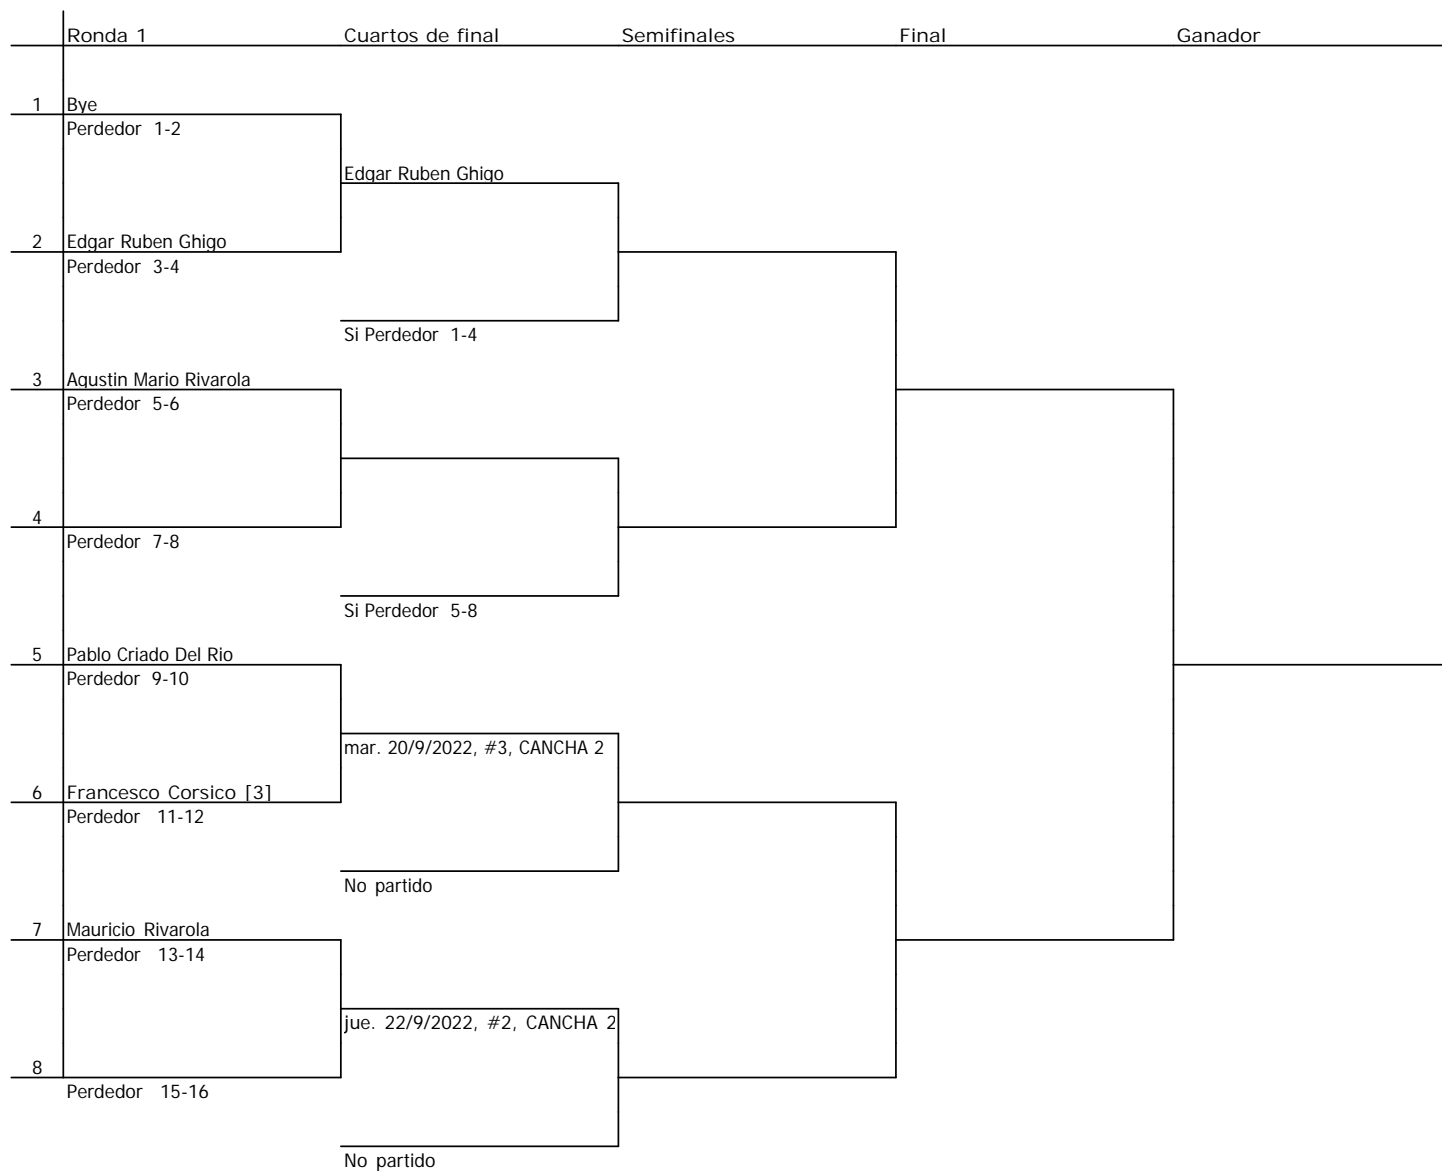 Ronda 1 Cuartos de final Semifinales Final Ganador
1 Bye
Perdedor 1-2
Edgar Ruben Ghigo
2 Edgar Ruben Ghigo
Perdedor 3-4
Si Perdedor 1-4
3 Agustin Mario Rivarola
Perdedor 5-6
4
Perdedor 7-8
Si Perdedor 5-8
5 Pablo Criado Del Rio
Perdedor 9-10
mar. 20/9/2022, #3, CANCHA 2
6 Francesco Corsico [3]
Perdedor 11-12
No partido
7 Mauricio Rivarola
Perdedor 13-14
jue. 22/9/2022, #2, CANCHA 2
8
Perdedor 15-16
No partido